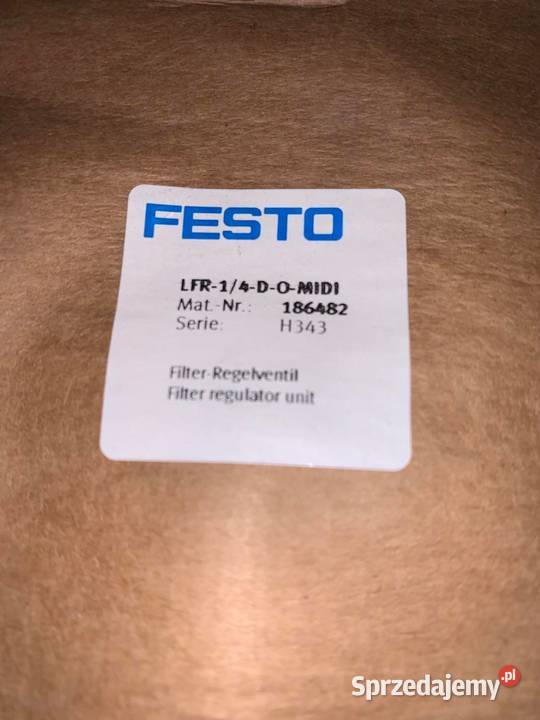 FESTO
LFR-1/4-D-O-MIDI
Mat.-Nr.: 186482
Serie: H343
Filter-Regelventil
Filter regulator unit
Sprzedajemy.pl